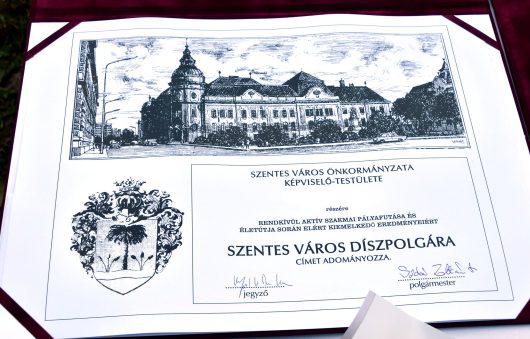 SZENTES VÁROS ÖNKORMÁNYZATA
KÉPVISELŐ-TESTÜLETE
részére
RENDKÍVÜL AKTÍV SZAKMAI PÁLYAFUTÁSA ÉS
ÉLETÚTJA SORÁN ELÉRT KIEMELKEDŐ EREDMÉNYEIÉRT
SZENTES VÁROS DÍSZPOLGÁRA
CÍMET ADOMÁNYOZZA.
jegyző
polgármester